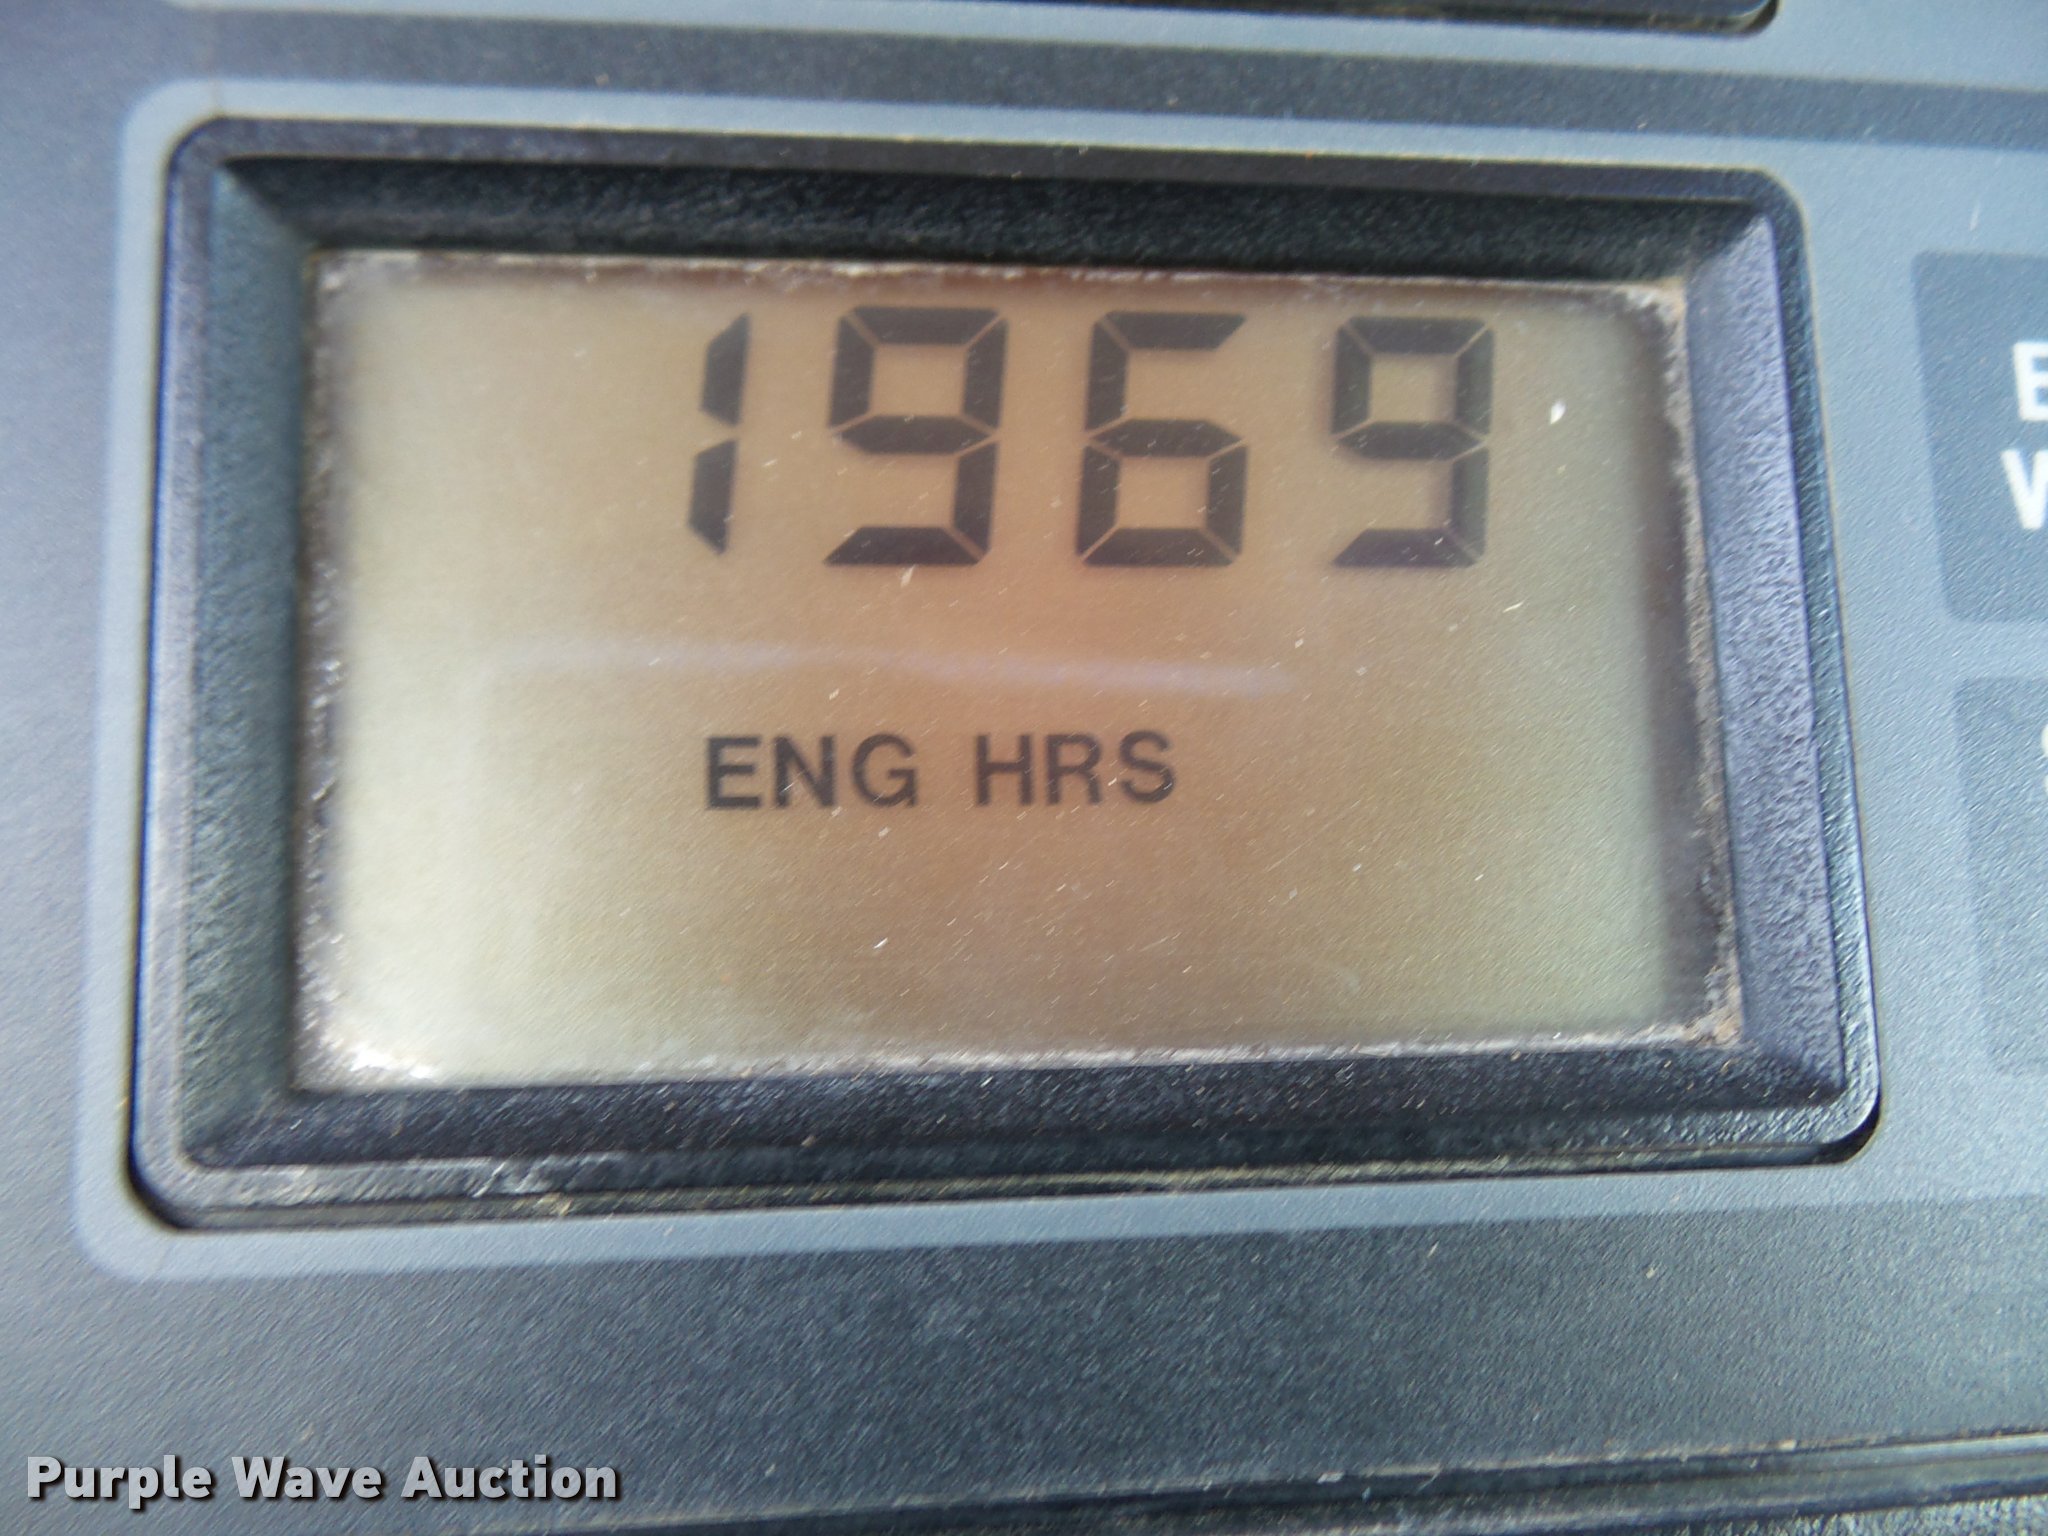 1969
ENG HRS
Purple Wave Auction